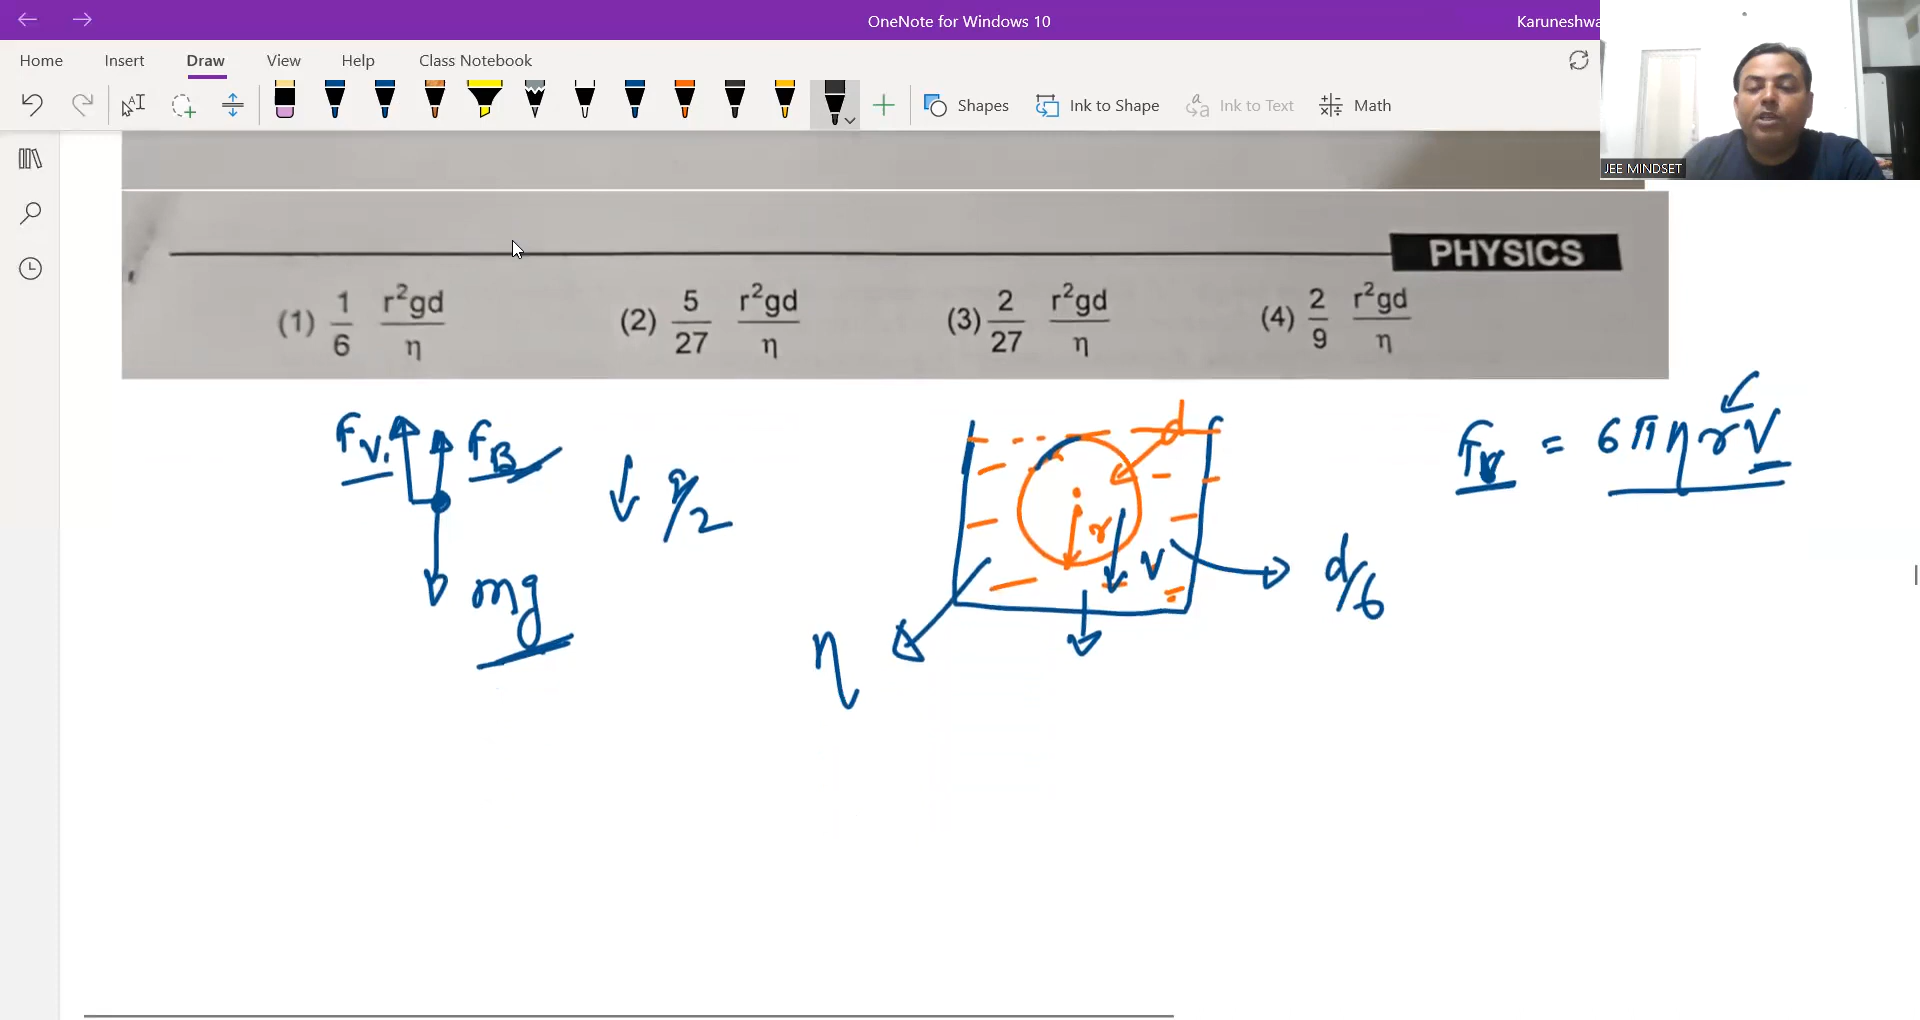 OneNote for Windows 10
Karuneshwa
Home Insert Draw View Help Class Notebook
Shapes Ink to Shape Ink to Text Math
JEE MINDSET
PHYSICS
(1) 1/6 r²gd/η (2) 5/27 r²gd/η (3) 2/27 r²gd/η (4) 2/9 r²gd/η
Fv. FB ↓ g/2 d Fv = 6πηrV
r
V d/6
mg
η